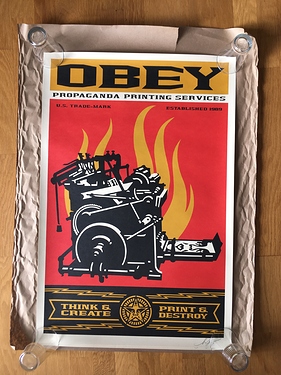 OBEY
PROPAGANDA PRINTING SERVICES
U.S. TRADE-MARK ESTABLISHED 1989
THINK & PRINT &
CREATE DESTROY